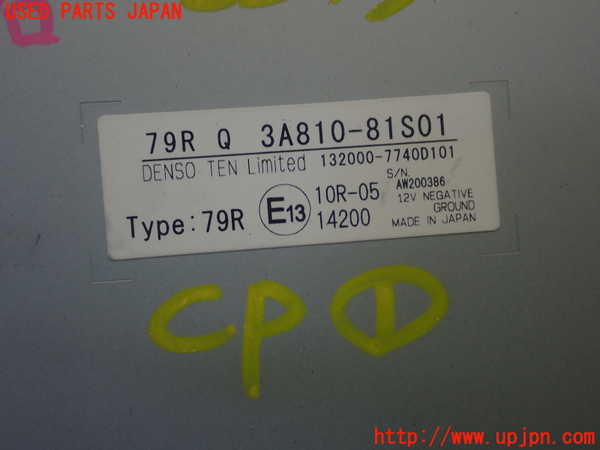 USED PARTS JAPAN
79R Q 3A810-81S01
DENSO TEN Limited 132000-7740D101
S/N. AW200386
Type: 79R E13 10R-05 14200
12V NEGATIVE GROUND
MADE IN JAPAN
CP ①
http://www.upjpn.com/